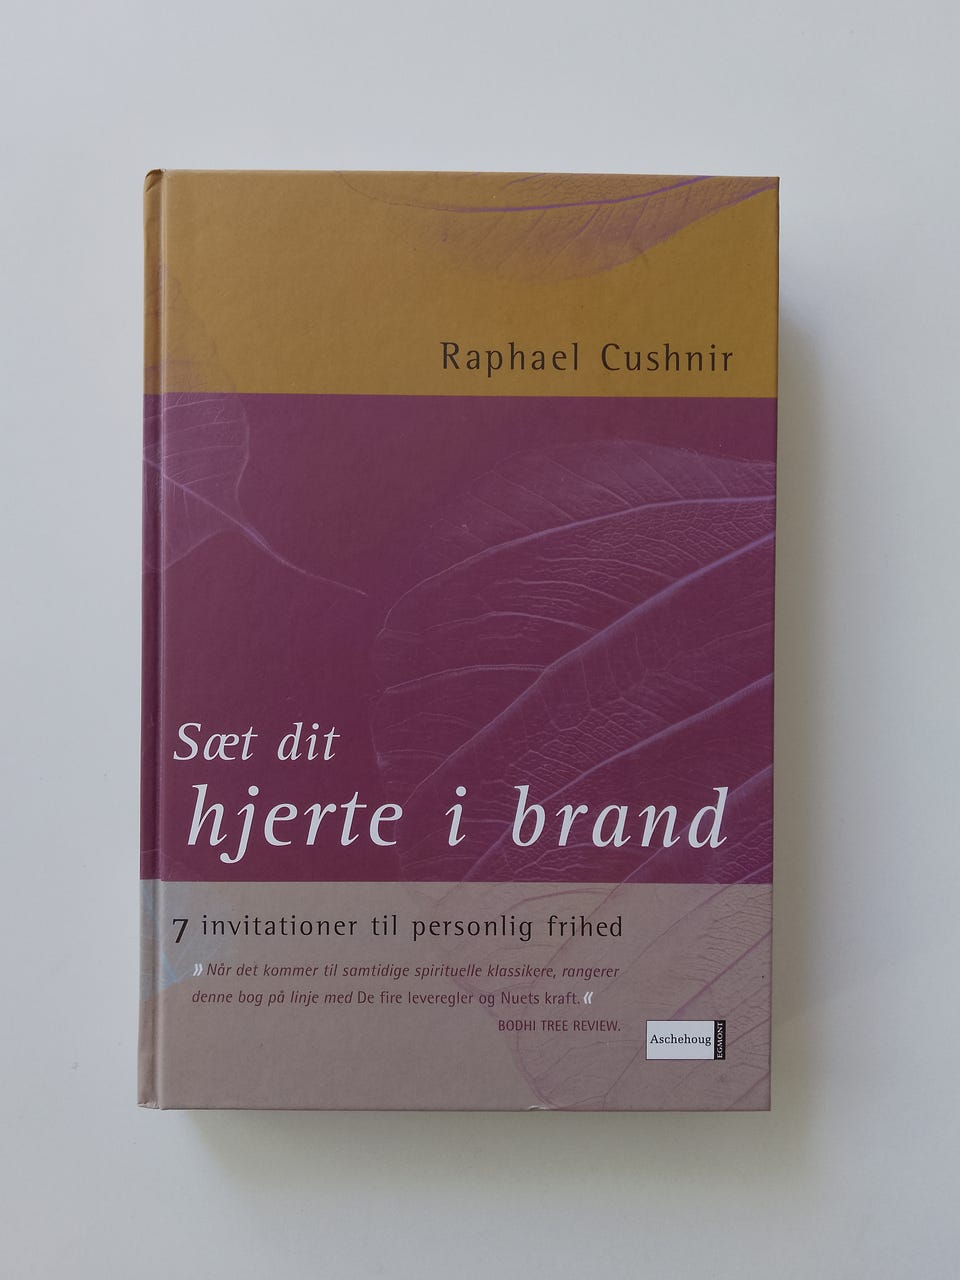 Raphael Cushnir
Sæt dit
hjerte i brand
7 invitationer til personlig frihed
»Når det kommer til samtidige spirituelle klassikere, rangerer
denne bog på linje med De fire leveregler og Nuets kraft.«
BODHI TREE REVIEW.
Aschehoug
EGMONT